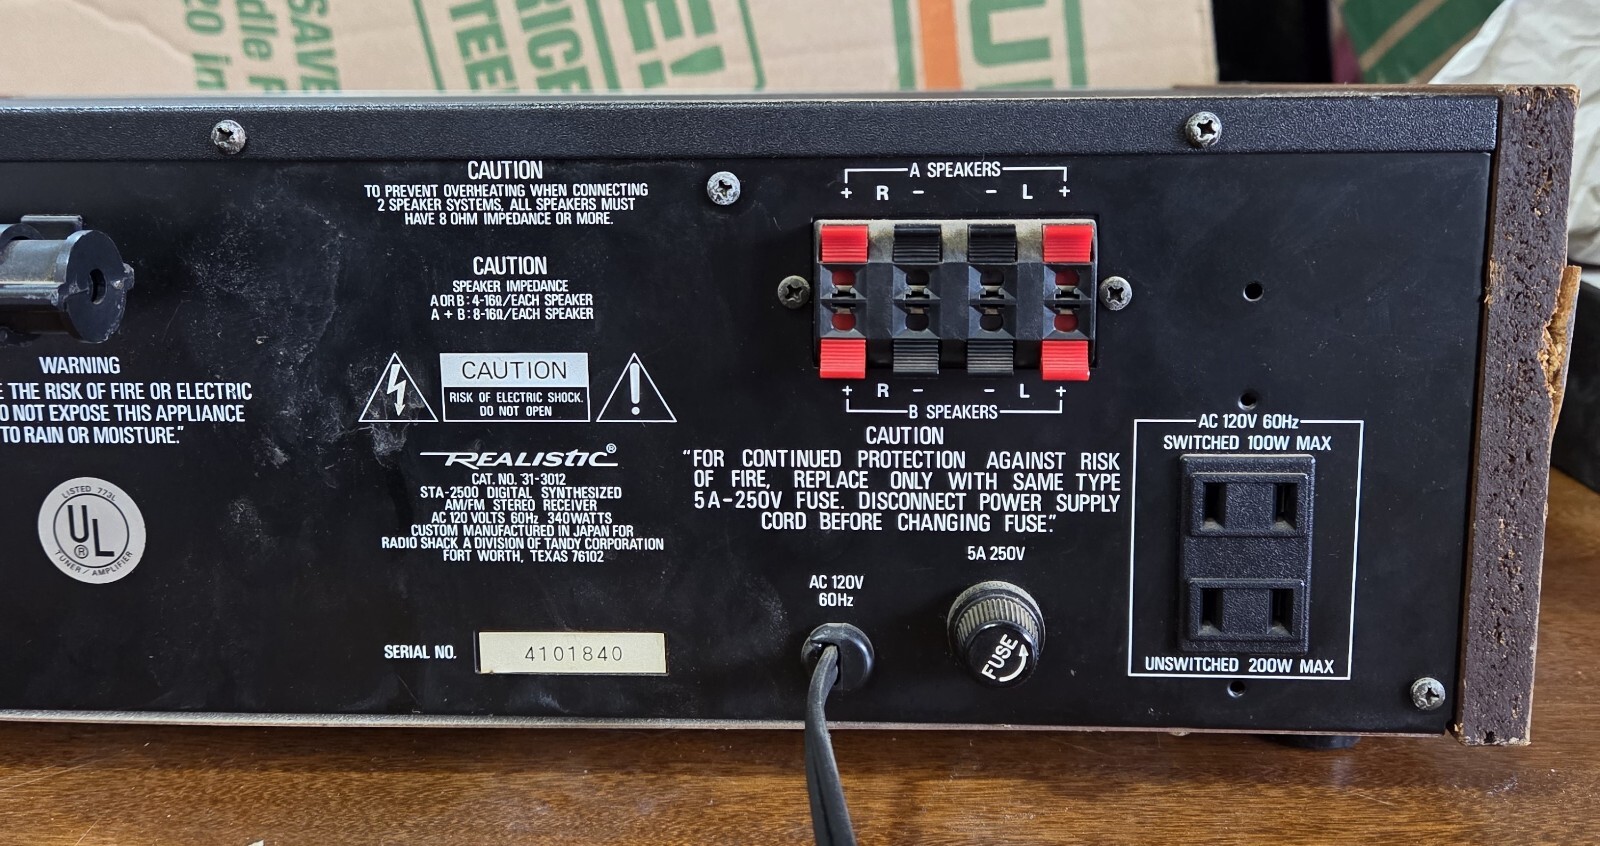 SAVE
dle F
20 in
RICE
TEE
E!
U
CAUTION
TO PREVENT OVERHEATING WHEN CONNECTING
2 SPEAKER SYSTEMS, ALL SPEAKERS MUST
HAVE 8 OHM IMPEDANCE OR MORE.
CAUTION
SPEAKER IMPEDANCE
A OR B: 4-16Ω/EACH SPEAKER
A + B: 8-16Ω/EACH SPEAKER
WARNING
E THE RISK OF FIRE OR ELECTRIC
O NOT EXPOSE THIS APPLIANCE
TO RAIN OR MOISTURE."
CAUTION
RISK OF ELECTRIC SHOCK.
DO NOT OPEN
LISTED 773L
UL ®
TUNER/AMPLIFIER
REALISTIC®
CAT. NO. 31-3012
STA-2500 DIGITAL SYNTHESIZED
AM/FM STEREO RECEIVER
AC 120 VOLTS 60Hz 340WATTS
CUSTOM MANUFACTURED IN JAPAN FOR
RADIO SHACK A DIVISION OF TANDY CORPORATION
FORT WORTH, TEXAS 76102
SERIAL NO. 4101840
A SPEAKERS
+ R − − L +
+ R − − L +
B SPEAKERS
CAUTION
"FOR CONTINUED PROTECTION AGAINST RISK
OF FIRE, REPLACE ONLY WITH SAME TYPE
5A-250V FUSE. DISCONNECT POWER SUPPLY
CORD BEFORE CHANGING FUSE."
AC 120V
60Hz
5A 250V
FUSE
AC 120V 60Hz
SWITCHED 100W MAX
UNSWITCHED 200W MAX